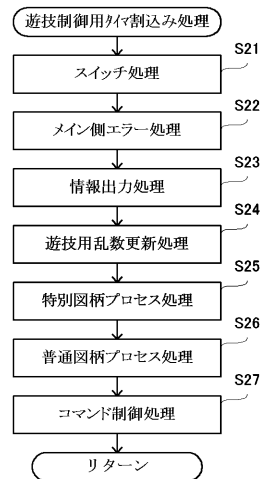 遊技制御用ﾀｲﾏ割込み処理
S21
スイッチ処理
S22
メイン側エラー処理
S23
情報出力処理
S24
遊技用乱数更新処理
S25
特別図柄プロセス処理
S26
普通図柄プロセス処理
S27
コマンド制御処理
リターン